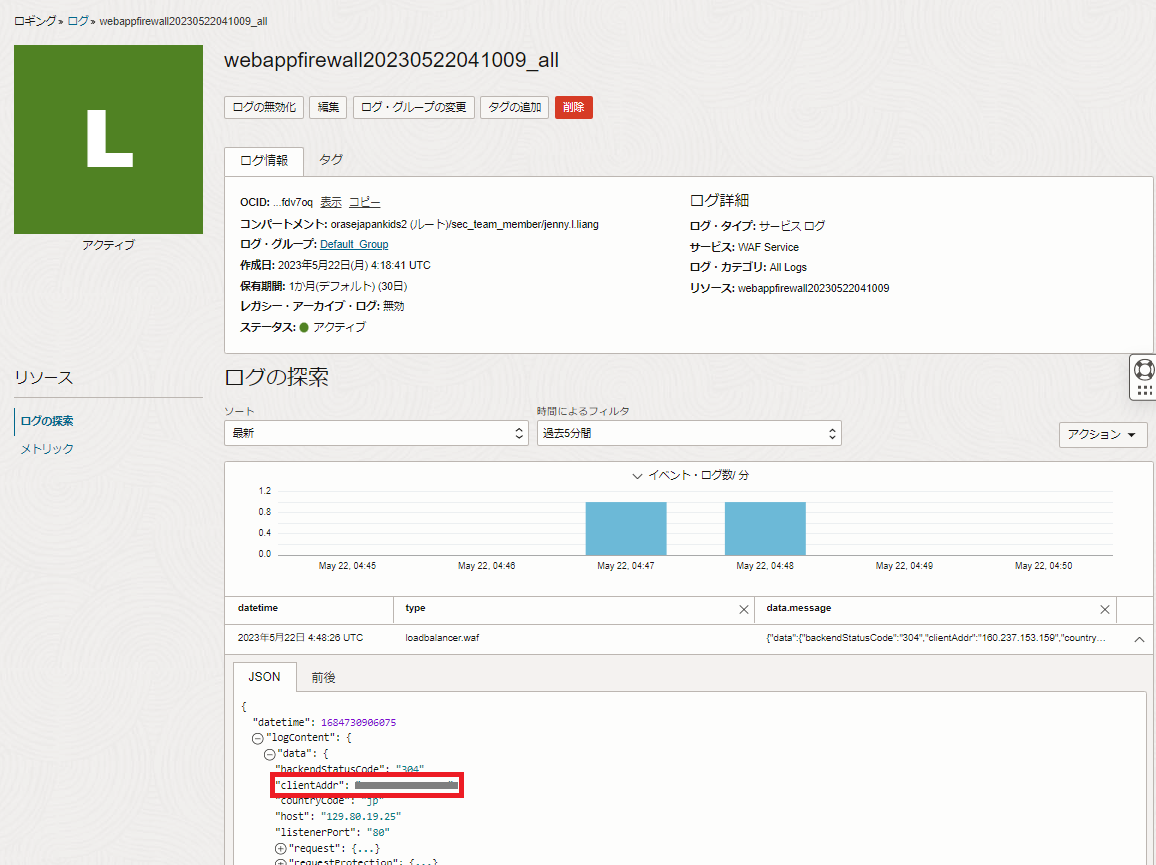 ロギング » ログ » webappfirewall20230522041009_all
L
アクティブ
webappfirewall20230522041009_all
ログの無効化 編集 ログ・グループの変更 タグの追加 削除
ログ情報 タグ
OCID: ...fdv7oq 表示 コピー
コンパートメント: orasejapankids2 (ルート)/sec_team_member/jenny.l.liang
ログ・グループ: Default_Group
作成日: 2023年5月22日(月) 4:18:41 UTC
保有期間: 1か月(デフォルト) (30日)
レガシー・アーカイブ・ログ: 無効
ステータス: アクティブ
ログ詳細
ログ・タイプ: サービス ログ
サービス: WAF Service
ログ・カテゴリ: All Logs
リソース: webappfirewall20230522041009
リソース
ログの探索
メトリック
ログの探索
ソート
最新
時間によるフィルタ
過去5分間
アクション
イベント・ログ数/ 分
1.2
0.8
0.4
0.0
May 22, 04:45 May 22, 04:46 May 22, 04:47 May 22, 04:48 May 22, 04:49 May 22, 04:50
datetime type data.message
2023年5月22日 4:48:26 UTC loadbalancer.waf {"data":{"backendStatusCode":"304","clientAddr":"160.237.153.159","country...
JSON 前後
{
"datetime": 1684730906075
"logContent": {
"data": {
"backendStatusCode": "304"
"clientAddr":
"countryCode": "jp"
"host": "129.80.19.25"
"listenerPort": "80"
"request": {...}
"requestProtection": {...}